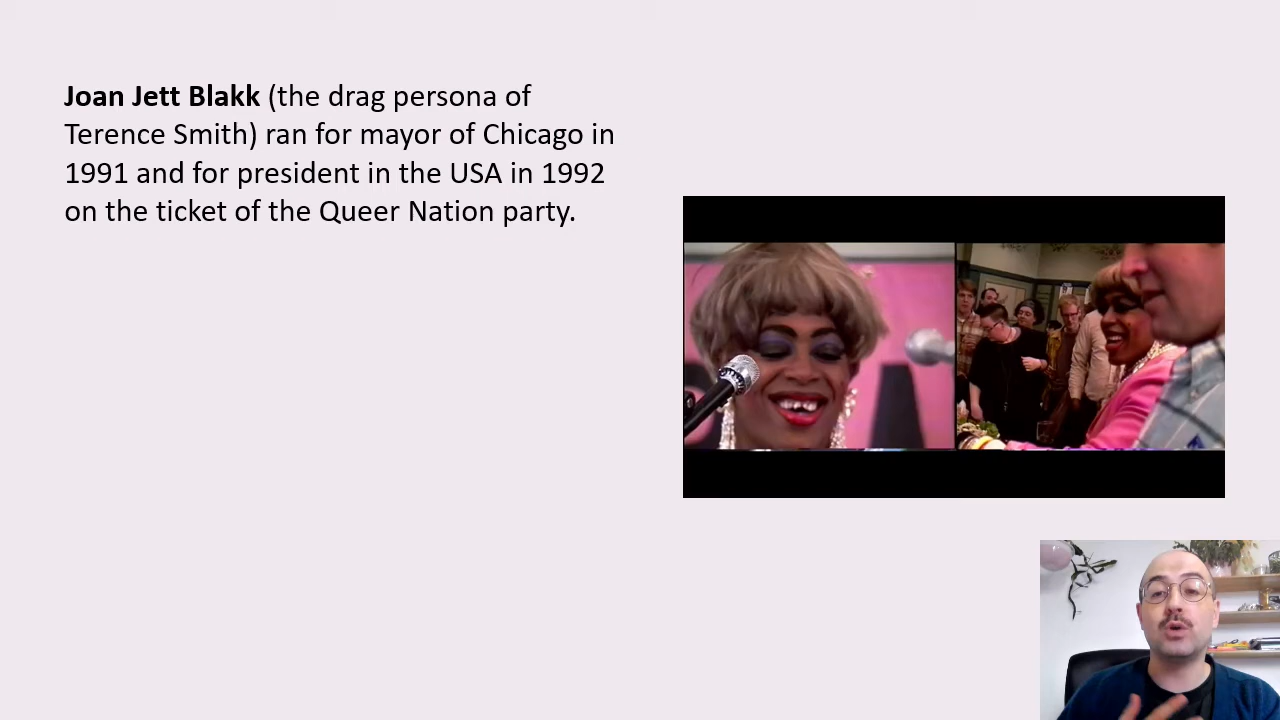 Joan Jett Blakk (the drag persona of
Terence Smith) ran for mayor of Chicago in
1991 and for president in the USA in 1992
on the ticket of the Queer Nation party.